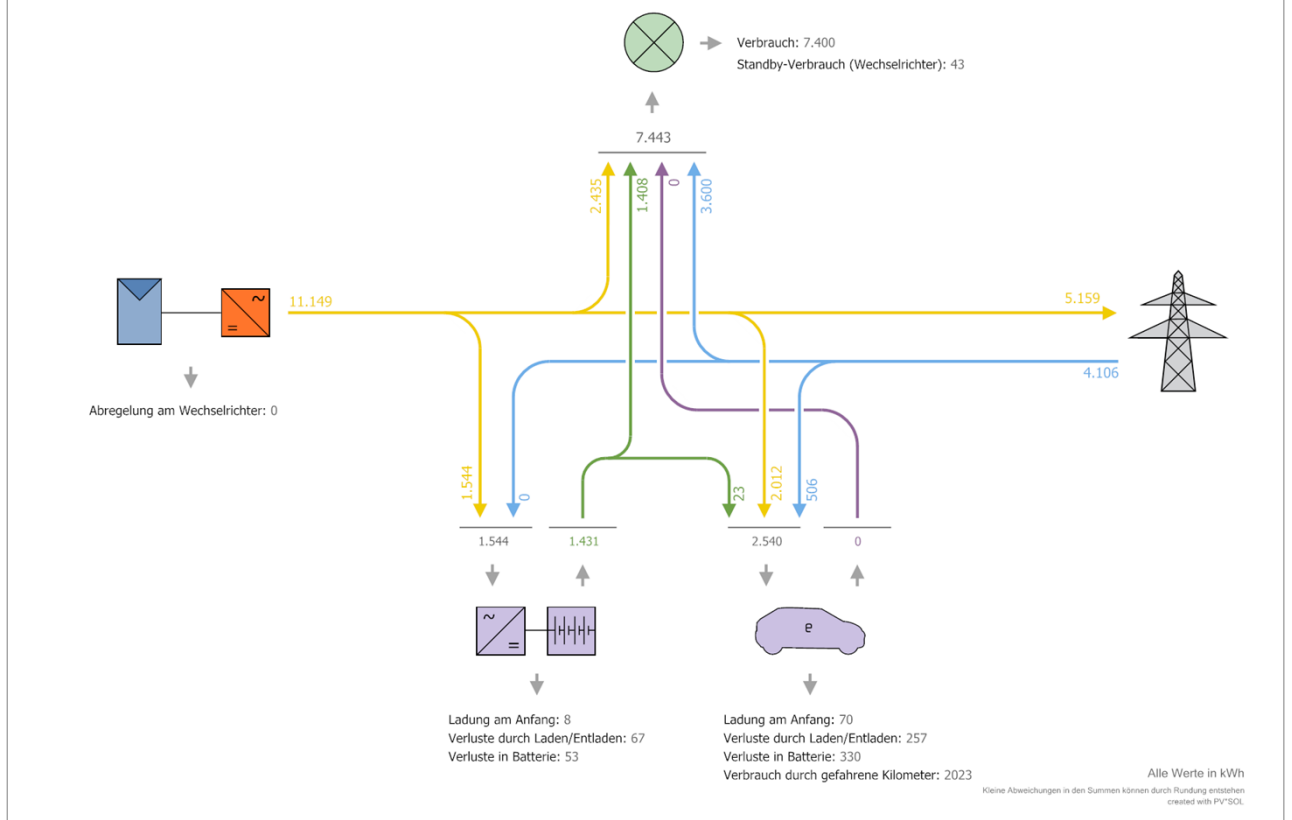 Verbrauch: 7.400
Standby-Verbrauch (Wechselrichter): 43
7.443
2.435
1.408
0
3.600
11.149
5.159
4.106
Abregelung am Wechselrichter: 0
1.544
0
23
2.012
506
1.544
1.431
2.540
0
~
=
~
=
e
Ladung am Anfang: 8
Verluste durch Laden/Entladen: 67
Verluste in Batterie: 53
Ladung am Anfang: 70
Verluste durch Laden/Entladen: 257
Verluste in Batterie: 330
Verbrauch durch gefahrene Kilometer: 2023
Alle Werte in kWh
Kleine Abweichungen in den Summen können durch Rundung entstehen
created with PV*SOL